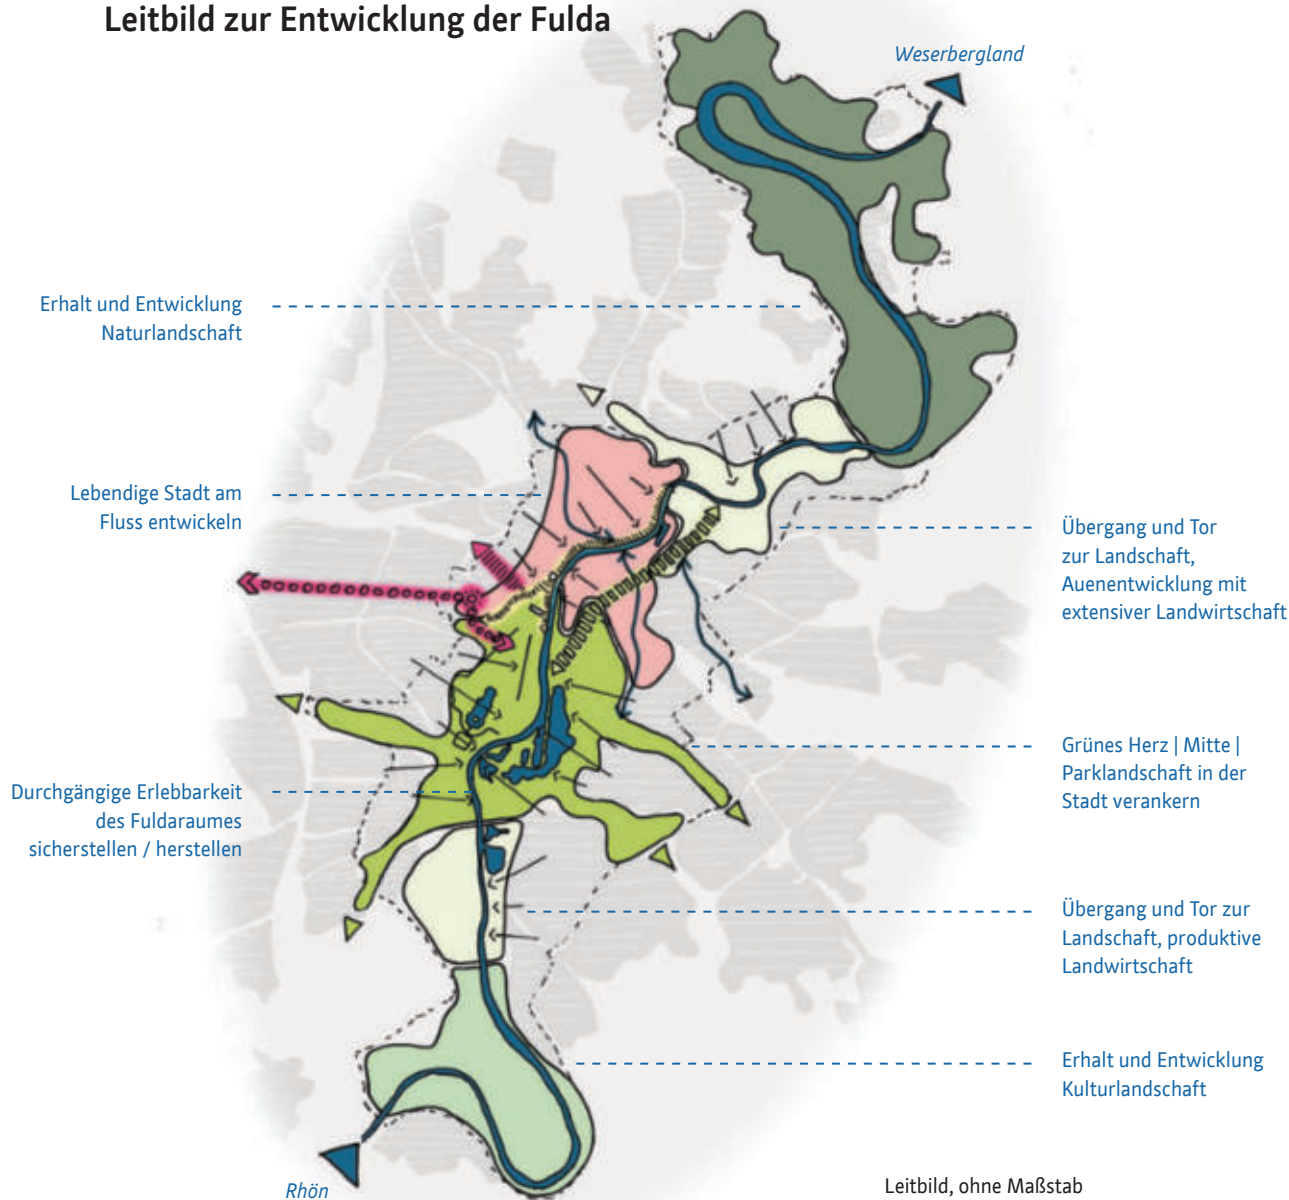 Leitbild zur Entwicklung der Fulda
Weserbergland
Erhalt und Entwicklung
Naturlandschaft
Lebendige Stadt am
Fluss entwickeln
Übergang und Tor
zur Landschaft,
Auenentwicklung mit
extensiver Landwirtschaft
Grünes Herz | Mitte |
Parklandschaft in der
Stadt verankern
Durchgängige Erlebbarkeit
des Fuldaraumes
sicherstellen / herstellen
Übergang und Tor zur
Landschaft, produktive
Landwirtschaft
Erhalt und Entwicklung
Kulturlandschaft
Rhön
Leitbild, ohne Maßstab